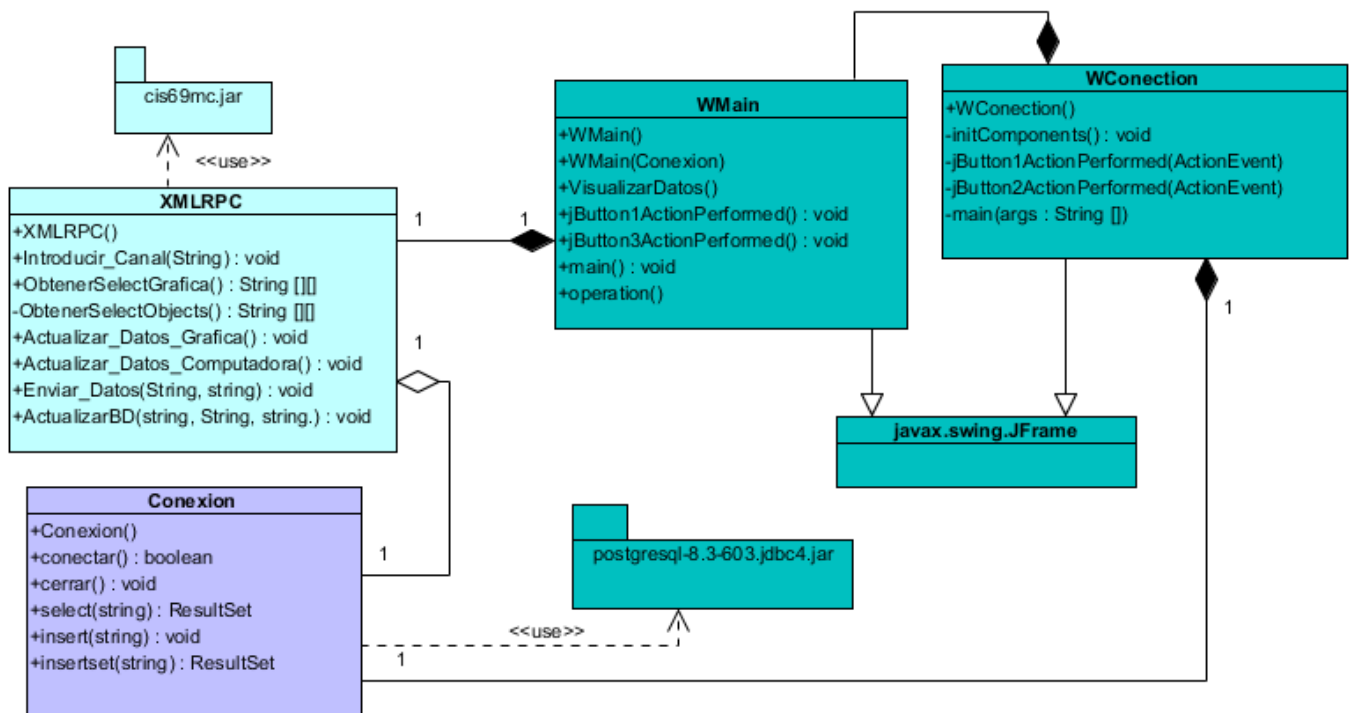 cis69mc.jar
<<use>>
XMLRPC
+XMLRPC()
+Introducir_Canal(String) : void
+ObtenerSelectGrafica() : String [][]
-ObtenerSelectObjects() : String [][]
+Actualizar_Datos_Grafica() : void
+Actualizar_Datos_Computadora() : void
+Enviar_Datos(String, string) : void
+ActualizarBD(string, String, string.) : void
1
1
WMain
+WMain()
+WMain(Conexion)
+VisualizarDatos()
+jButton1ActionPerformed() : void
+jButton3ActionPerformed() : void
+main() : void
+operation()
WConection
+WConection()
-initComponents() : void
-jButton1ActionPerformed(ActionEvent)
-jButton2ActionPerformed(ActionEvent)
-main(args : String [])
1
1
javax.swing.JFrame
Conexion
+Conexion()
+conectar() : boolean
+cerrar() : void
+select(string) : ResultSet
+insert(string) : void
+insertset(string) : ResultSet
1
postgresql-8.3-603.jdbc4.jar
<<use>>
1